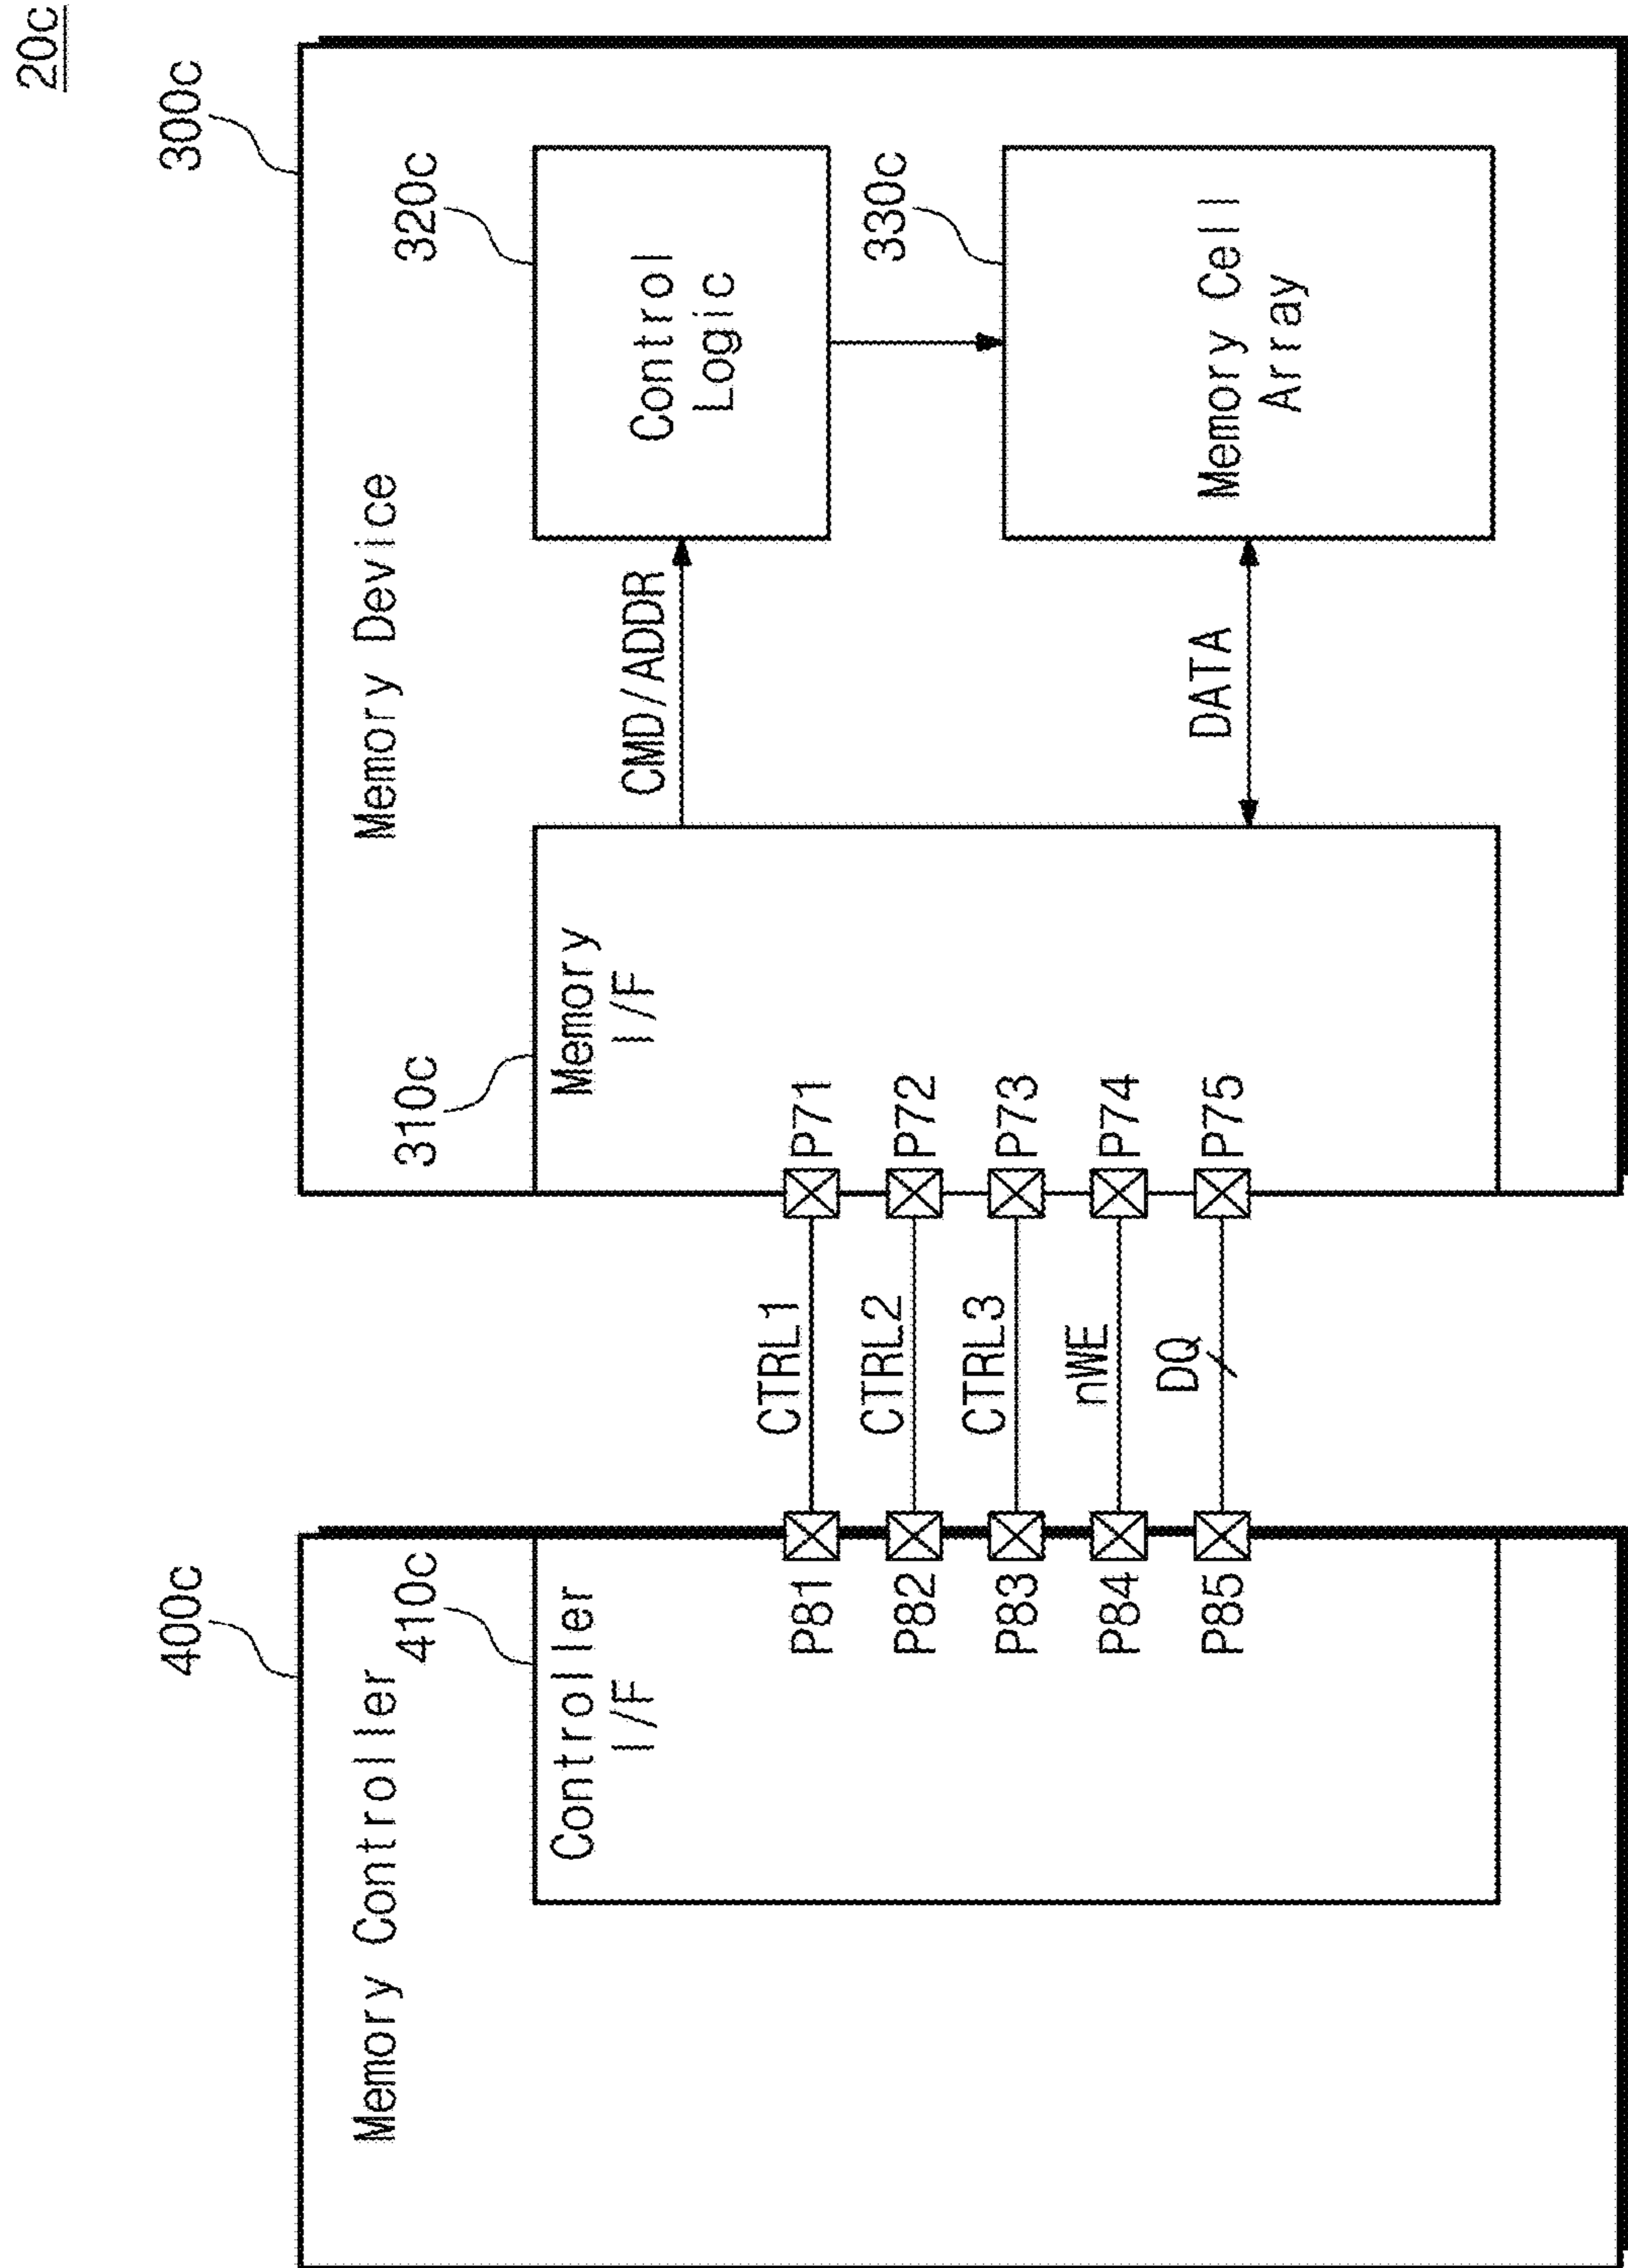 20c
400c
300c
Memory Controller
Memory Device
410c
310c
320c
Controller
I/F
Memory
I/F
CMD/ADDR
Control
Logic
P81
CTRL1
P71
P82
CTRL2
P72
330c
P83
CTRL3
P73
P84
nWE
P74
P85
DQ
P75
DATA
Memory Cell
Array